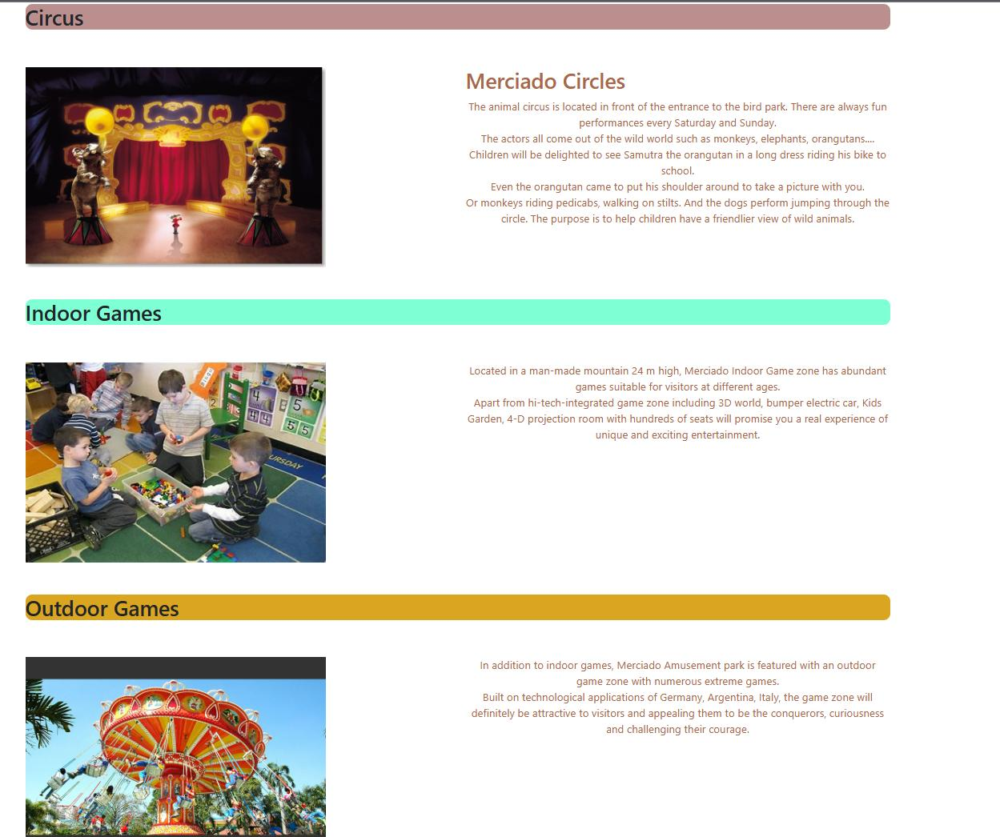 Circus
Merciado Circles
The animal circus is located in front of the entrance to the bird park. There are always fun
performances every Saturday and Sunday.
The actors all come out of the wild world such as monkeys, elephants, orangutans....
Children will be delighted to see Samutra the orangutan in a long dress riding his bike to
school.
Even the orangutan came to put his shoulder around to take a picture with you.
Or monkeys riding pedicabs, walking on stilts. And the dogs perform jumping through the
circle. The purpose is to help children have a friendlier view of wild animals.
Indoor Games
4
5
5
URSDAY
Located in a man-made mountain 24 m high, Merciado Indoor Game zone has abundant
games suitable for visitors at different ages.
Apart from hi-tech-integrated game zone including 3D world, bumper electric car, Kids
Garden, 4-D projection room with hundreds of seats will promise you a real experience of
unique and exciting entertainment.
Outdoor Games
In addition to indoor games, Merciado Amusement park is featured with an outdoor
game zone with numerous extreme games.
Built on technological applications of Germany, Argentina, Italy, the game zone will
definitely be attractive to visitors and appealing them to be the conquerors, curiousness
and challenging their courage.